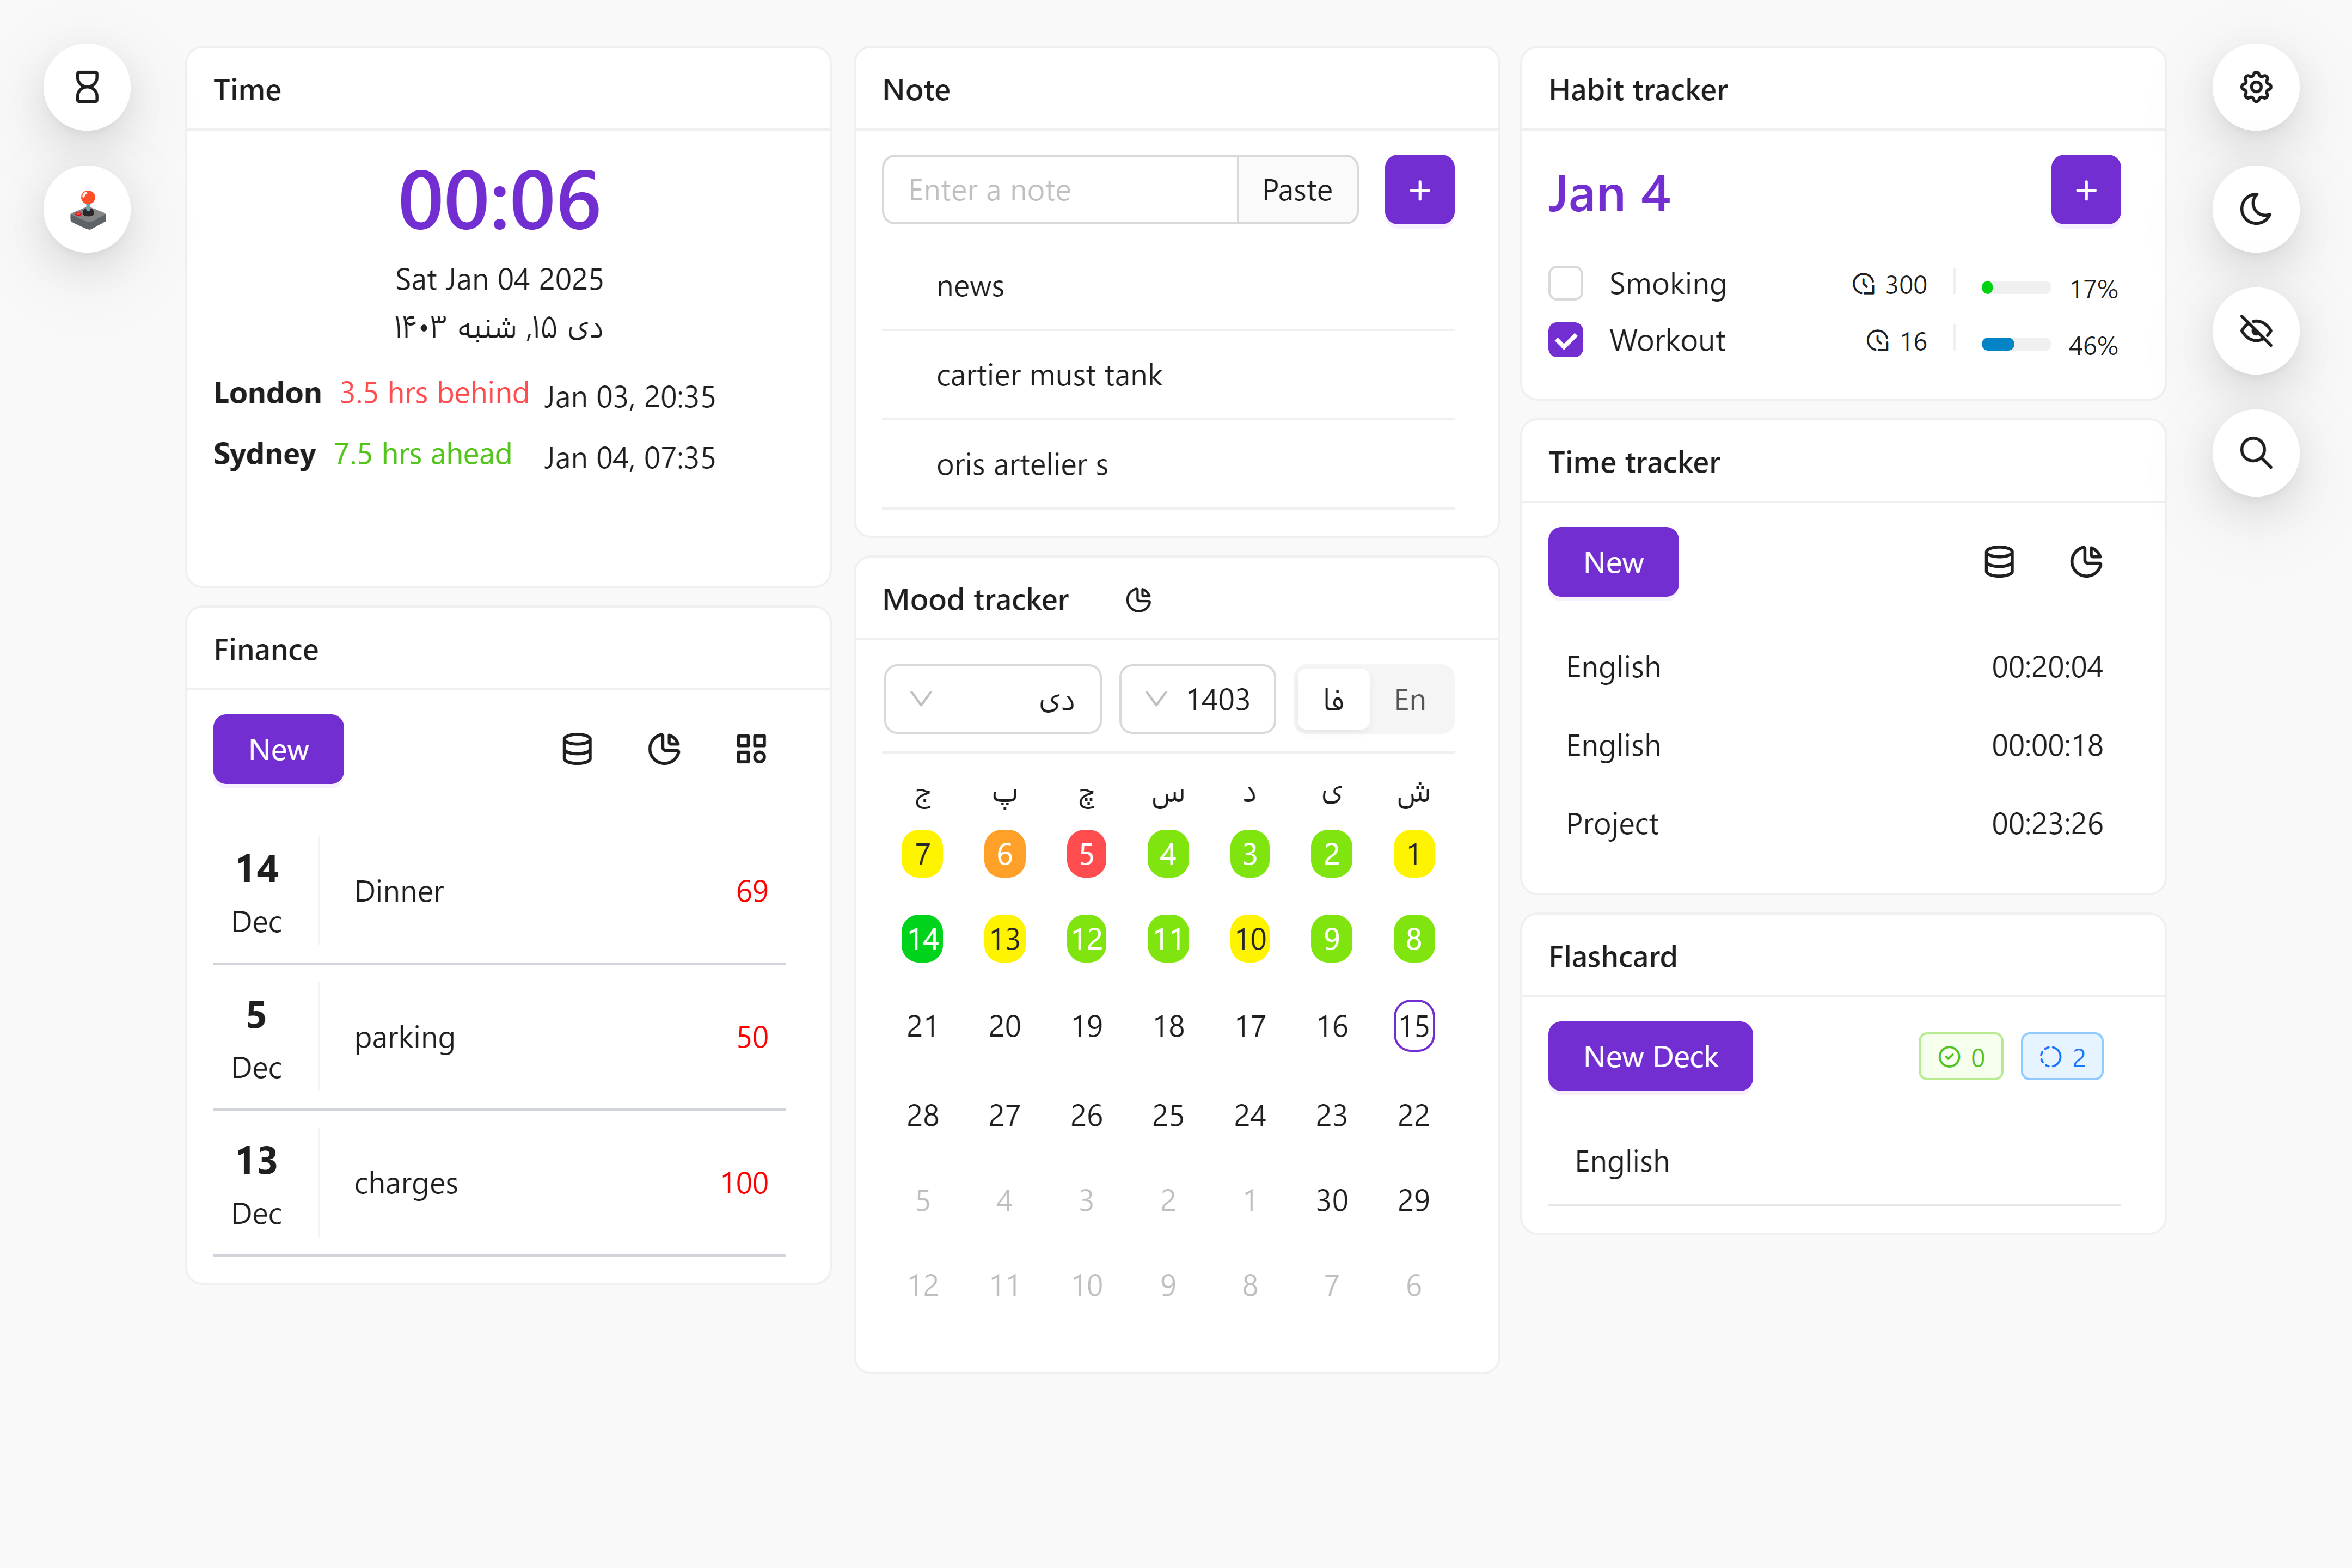 Time
00:06
Sat Jan 04 2025
دی ۱۵, شنبه ۱۴۰۳
London 3.5 hrs behind Jan 03, 20:35
Sydney 7.5 hrs ahead Jan 04, 07:35
Finance
New
14 Dec Dinner 69
5 Dec parking 50
13 Dec charges 100
Note
Enter a note Paste +
news
cartier must tank
oris artelier s
Mood tracker
دی 1403 فا En
ش ی د س چ پ ج
1 2 3 4 5 6 7
8 9 10 11 12 13 14
15 16 17 18 19 20 21
22 23 24 25 26 27 28
29 30 1 2 3 4 5
6 7 8 9 10 11 12
Habit tracker
Jan 4 +
Smoking 300 17%
Workout 16 46%
Time tracker
New
English 00:20:04
English 00:00:18
Project 00:23:26
Flashcard
New Deck 0 2
English